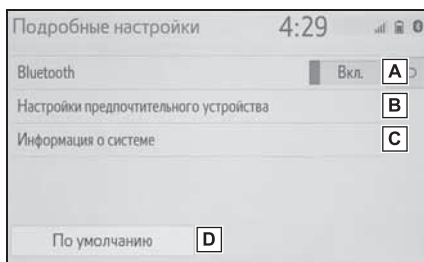 Подробные настройки 4:29
Bluetooth Вкл. A
Настройки предпочтительного устройства B
Информация о системе C
По умолчанию D